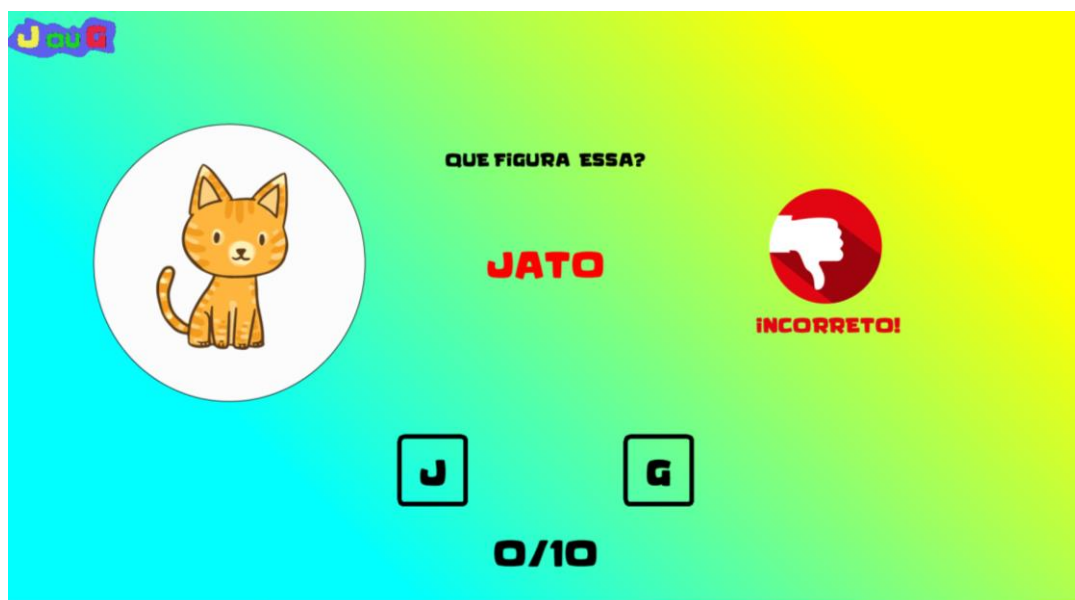 J OU G
QUE FIGURA ESSA?
JATO
INCORRETO!
J
G
0/10